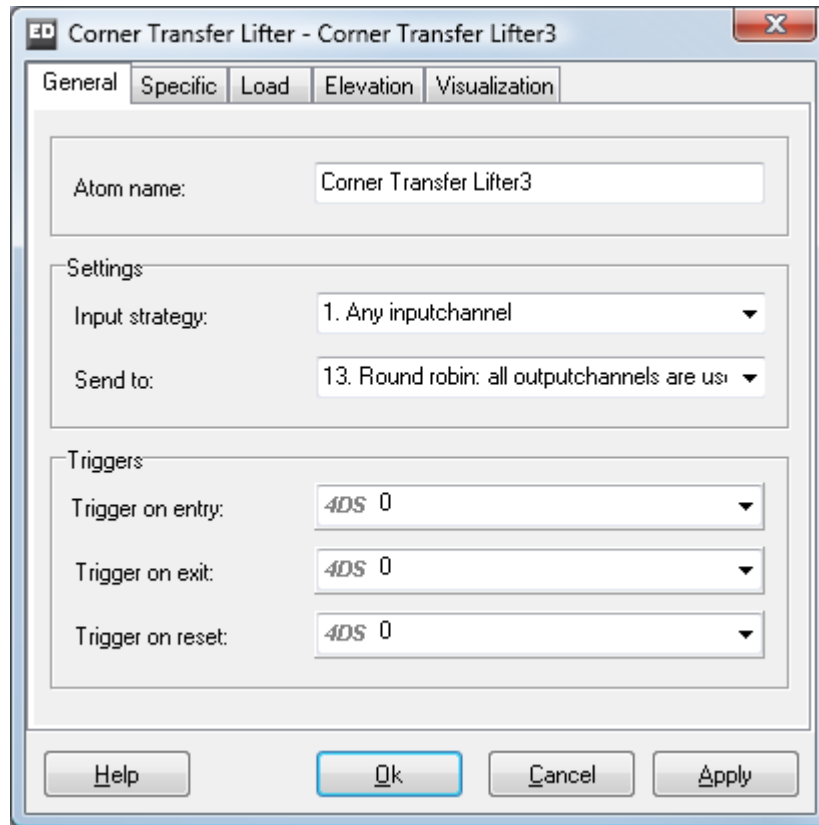 ED Corner Transfer Lifter - Corner Transfer Lifter3
General Specific Load Elevation Visualization
Atom name: Corner Transfer Lifter3
Settings
Input strategy: 1. Any inputchannel
Send to: 13. Round robin: all outputchannels are
Triggers
Trigger on entry: 4DS 0
Trigger on exit: 4DS 0
Trigger on reset: 4DS 0
Help Ok Cancel Apply